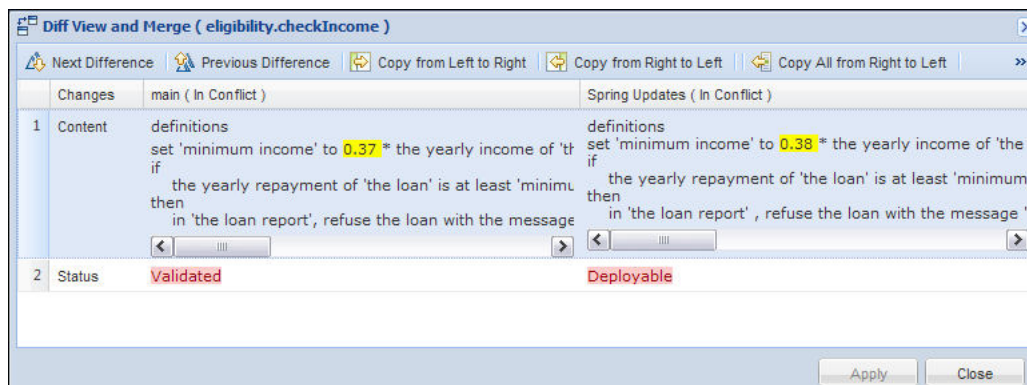 Diff View and Merge ( eligibility.checkIncome )
Next Difference Previous Difference Copy from Left to Right Copy from Right to Left Copy All from Right to Left »
Changes main ( In Conflict ) Spring Updates ( In Conflict )
1 Content
definitions
set 'minimum income' to 0.37 * the yearly income of 'th
if
the yearly repayment of 'the loan' is at least 'minimu
then
in 'the loan report', refuse the loan with the message
definitions
set 'minimum income' to 0.38 * the yearly income of 'the
if
the yearly repayment of 'the loan' is at least 'minimum
then
in 'the loan report' , refuse the loan with the message '
2 Status Validated Deployable
Apply Close